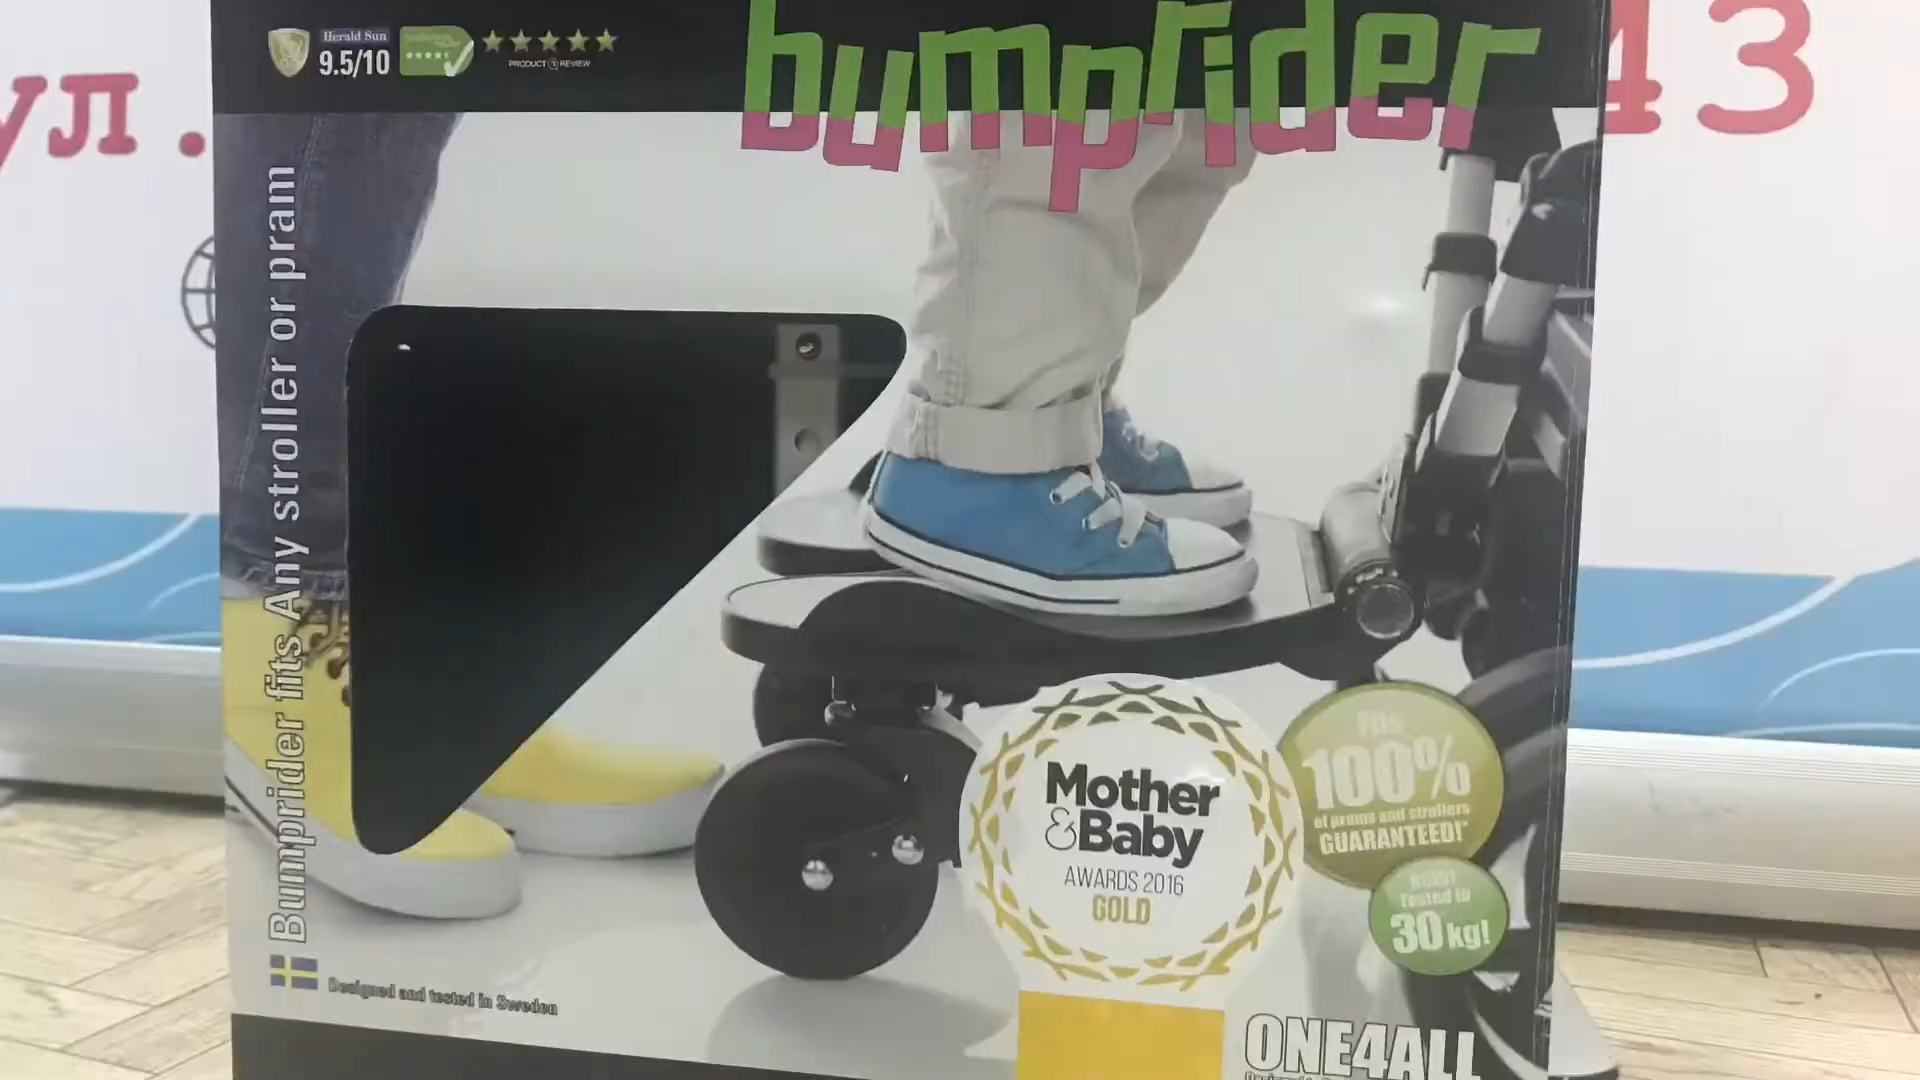 Herald Sun
9.5/10
PRODUCT REVIEW
bumprider
ул.
43
Bumprider fits Any stroller or pram
Mother
&Baby
AWARDS 2016
GOLD
Fits
100%
of prams and strollers
GUARANTEED!*
Tested to
30kg!
Designed and tested in Sweden
ONE4ALL